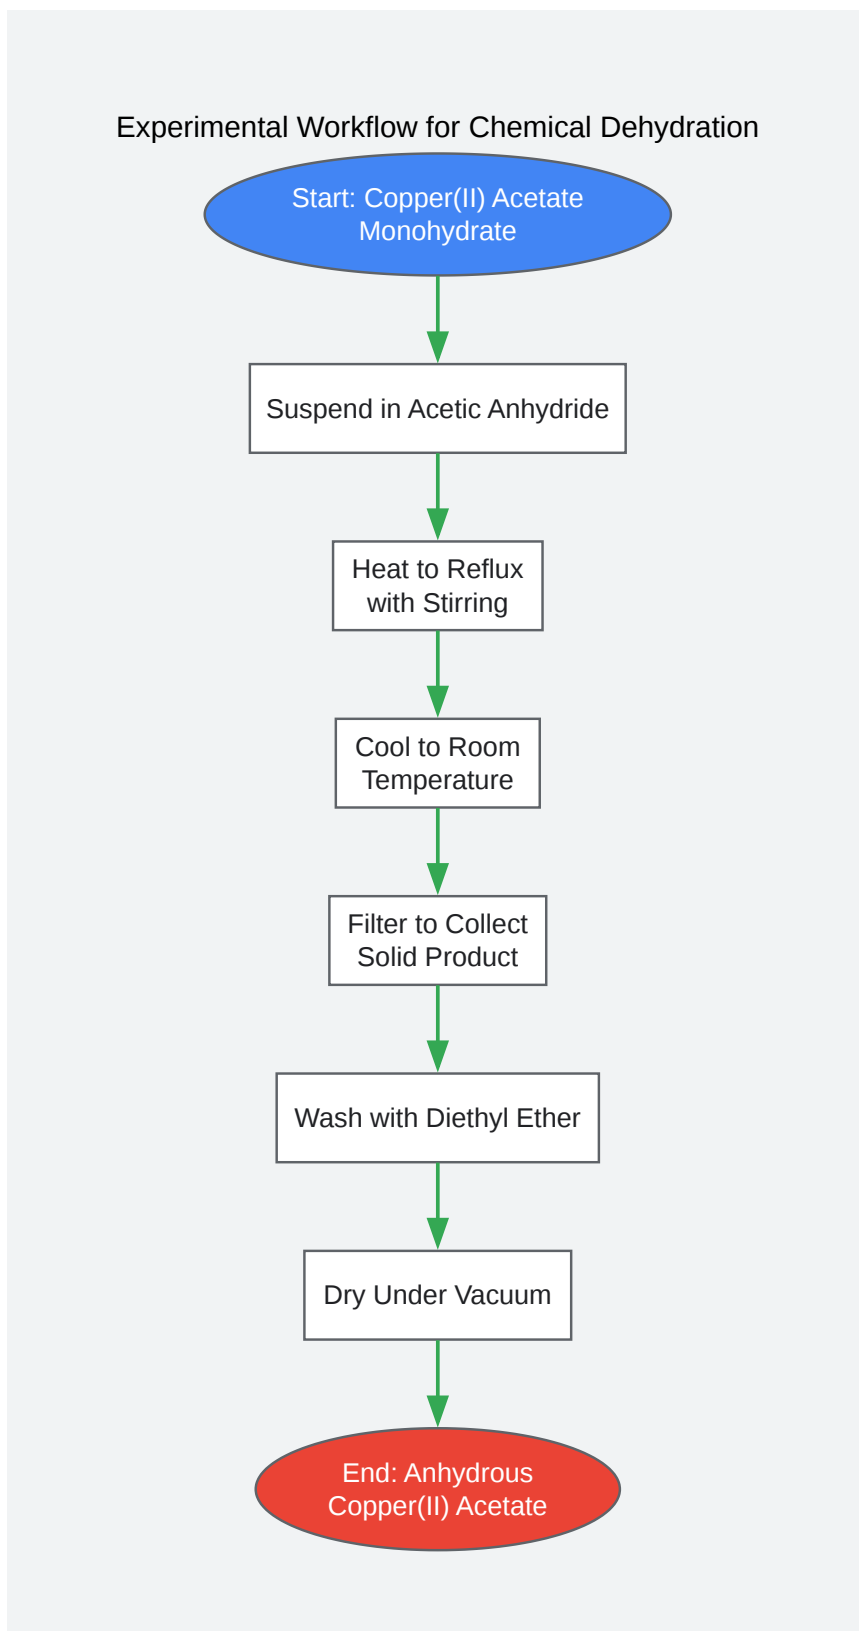 Experimental Workflow for Chemical Dehydration
Start: Copper(II) Acetate
Monohydrate
Suspend in Acetic Anhydride
Heat to Reflux
with Stirring
Cool to Room
Temperature
Filter to Collect
Solid Product
Wash with Diethyl Ether
Dry Under Vacuum
End: Anhydrous
Copper(II) Acetate